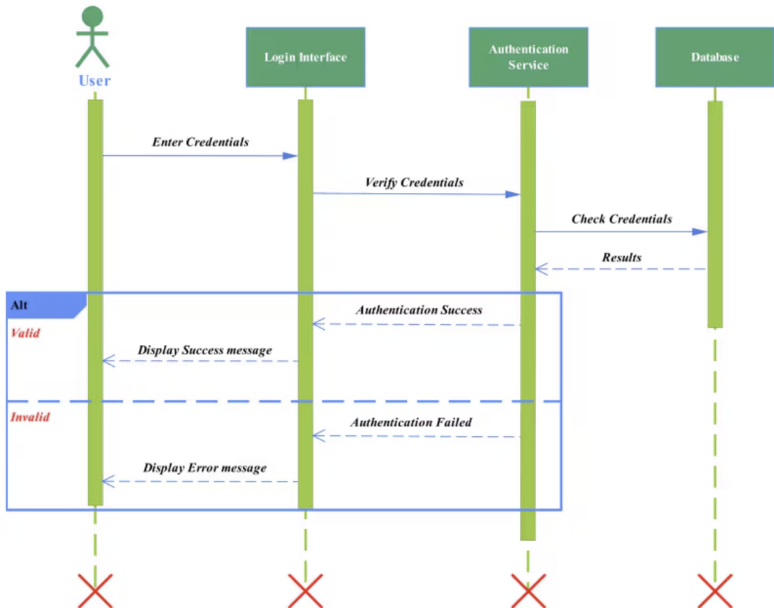 User
Login Interface
Authentication
Service
Database
Enter Credentials
Verify Credentials
Check Credentials
Results
Alt
Valid
Authentication Success
Display Success message
Invalid
Authentication Failed
Display Error message